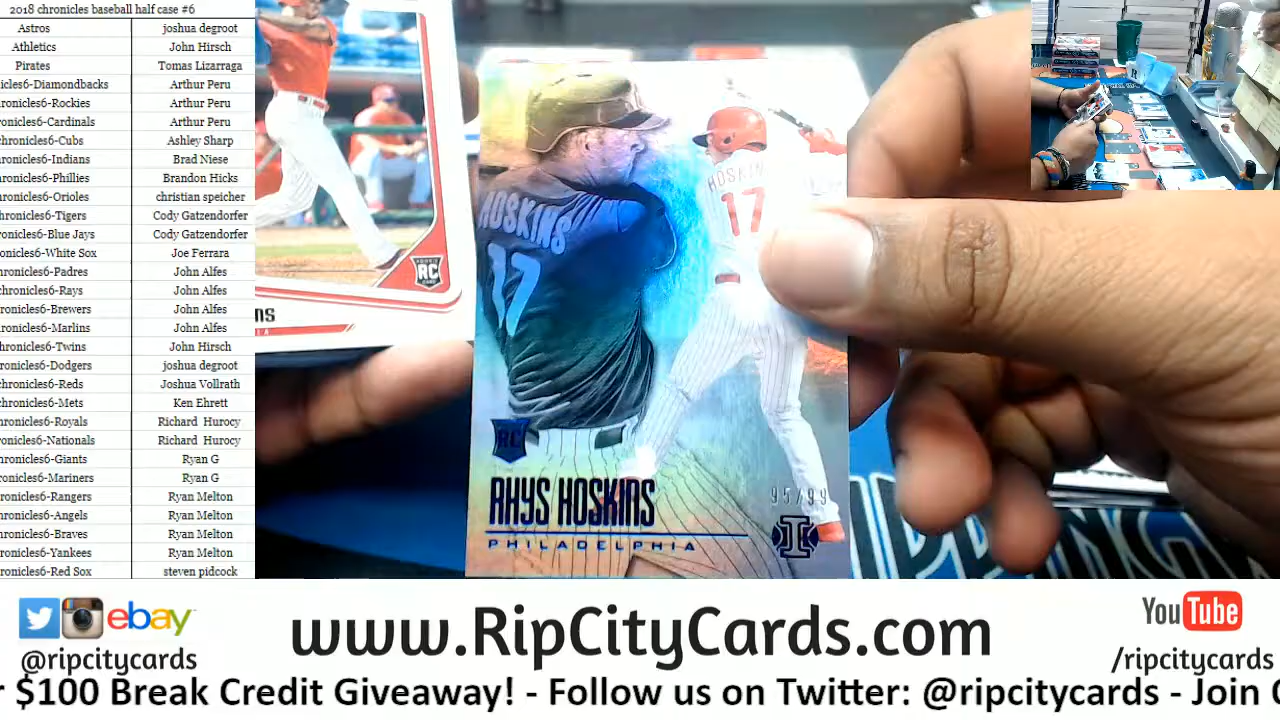 2018 chronicles baseball half case #6
Astros joshua degroot
Athletics John Hirsch
Pirates Tomas Lizarraga
icles6-Diamondbacks Arthur Peru
ronicles6-Rockies Arthur Peru
ronicles6-Cardinals Arthur Peru
chronicles6-Cubs Ashley Sharp
hronicles6-Indians Brad Niese
hronicles6-Phillies Brandon Hicks
ronicles6-Orioles christian speicher
hronicles6-Tigers Cody Gatzendorfer
onicles6-Blue Jays Cody Gatzendorfer
onicles6-White Sox Joe Ferrara
hronicles6-Padres John Alfes
chronicles6-Rays John Alfes
ronicles6-Brewers John Alfes
ronicles6-Marlins John Alfes
hronicles6-Twins John Hirsch
ronicles6-Dodgers joshua degroot
chronicles6-Reds Joshua Vollrath
chronicles6-Mets Ken Ehrett
hronicles6-Royals Richard Hurocy
onicles6-Nationals Richard Hurocy
hronicles6-Giants Ryan G
ronicles6-Mariners Ryan G
hronicles6-Rangers Ryan Melton
hronicles6-Angels Ryan Melton
hronicles6-Braves Ryan Melton
ronicles6-Yankees Ryan Melton
ronicles6-Red Sox steven pidcock
RC
NS
HOSKINS
17
HOSKIN
17
RC
RHYS HOSKINS
PHILADELPHIA
95/99
I
ebay
@ripcitycards
www.RipCityCards.com
YouTube
/ripcitycards
r $100 Break Credit Giveaway! - Follow us on Twitter: @ripcitycards - Join